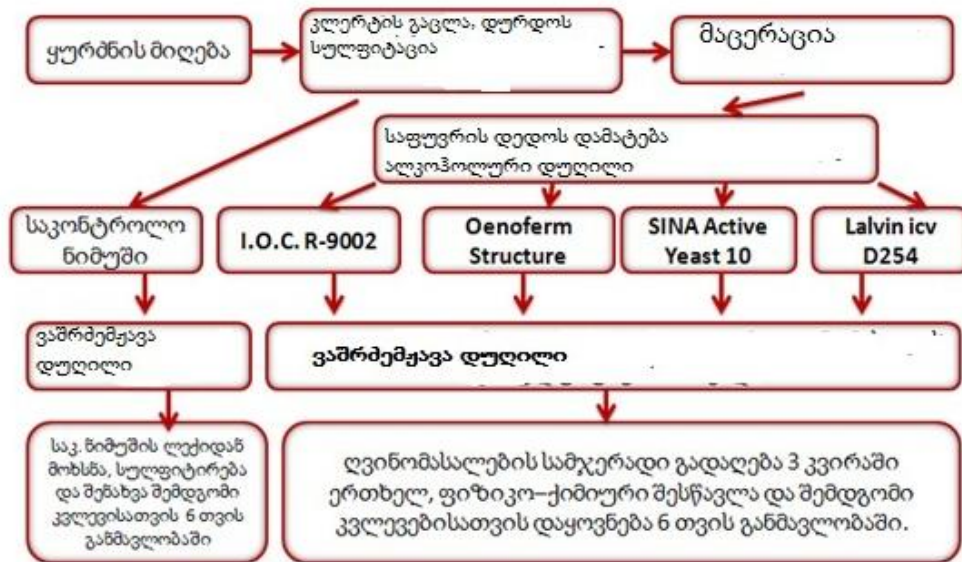 ყურძნის მიღება
კლერტის გაცლა, დურდოს
სულფიტაცია
მაცერაცია
საფუვრის დედოს დამატება
ალკოჰოლური დუღილი
საკონტროლო
ნიმუში
I.O.C. R-9002
Oenoferm
Structure
SINA Active
Yeast 10
Lalvin icv
D254
ვაშრძემჟავა
დუღილი
ვაშრძემჟავა დუღილი
საკ. ნიმუშის ლექიდან
მოხსნა, სულფიტირება
და შენახვა შემდგომი
კვლევისათვის 6 თვის
განმავლობაში
ღვინომასალების სამჯერადი გადაღება 3 კვირაში
ერთხელ, ფიზიკო–ქიმიური შესწავლა და შემდგომი
კვლევებისათვის დაყოვნება 6 თვის განმავლობაში.